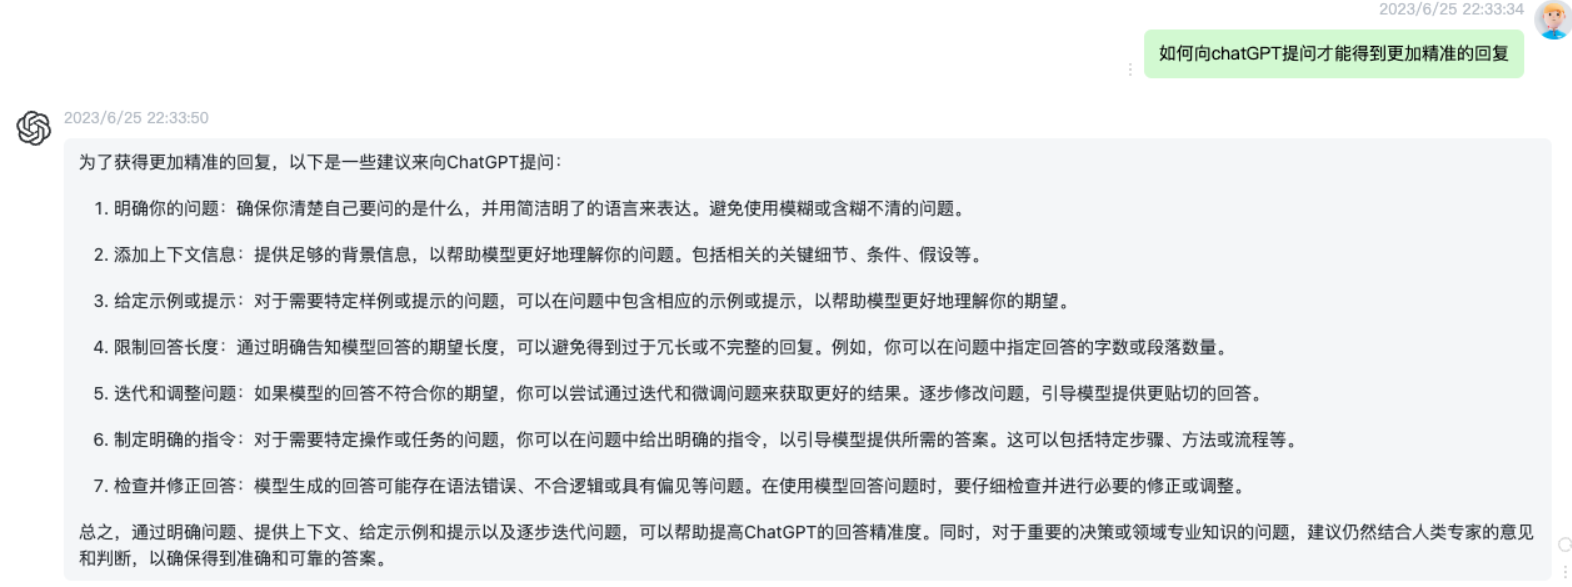 2023/6/25 22:33:34
如何向chatGPT提问才能得到更加精准的回复
2023/6/25 22:33:50
为了获得更加精准的回复，以下是一些建议来向ChatGPT提问：
1. 明确你的问题：确保你清楚自己要问的是什么，并用简洁明了的语言来表达。避免使用模糊或含糊不清的问题。
2. 添加上下文信息：提供足够的背景信息，以帮助模型更好地理解你的问题。包括相关的关键细节、条件、假设等。
3. 给定示例或提示：对于需要特定样例或提示的问题，可以在问题中包含相应的示例或提示，以帮助模型更好地理解你的期望。
4. 限制回答长度：通过明确告知模型回答的期望长度，可以避免得到过于冗长或不完整的回复。例如，你可以在问题中指定回答的字数或段落数量。
5. 迭代和调整问题：如果模型的回答不符合你的期望，你可以尝试通过迭代和微调问题来获取更好的结果。逐步修改问题，引导模型提供更贴切的回答。
6. 制定明确的指令：对于需要特定操作或任务的问题，你可以在问题中给出明确的指令，以引导模型提供所需的答案。这可以包括特定步骤、方法或流程等。
7. 检查并修正回答：模型生成的回答可能存在语法错误、不合逻辑或具有偏见等问题。在使用模型回答问题时，要仔细检查并进行必要的修正或调整。
总之，通过明确问题、提供上下文、给定示例和提示以及逐步迭代问题，可以帮助提高ChatGPT的回答精准度。同时，对于重要的决策或领域专业知识的问题，建议仍然结合人类专家的意见
和判断，以确保得到准确和可靠的答案。